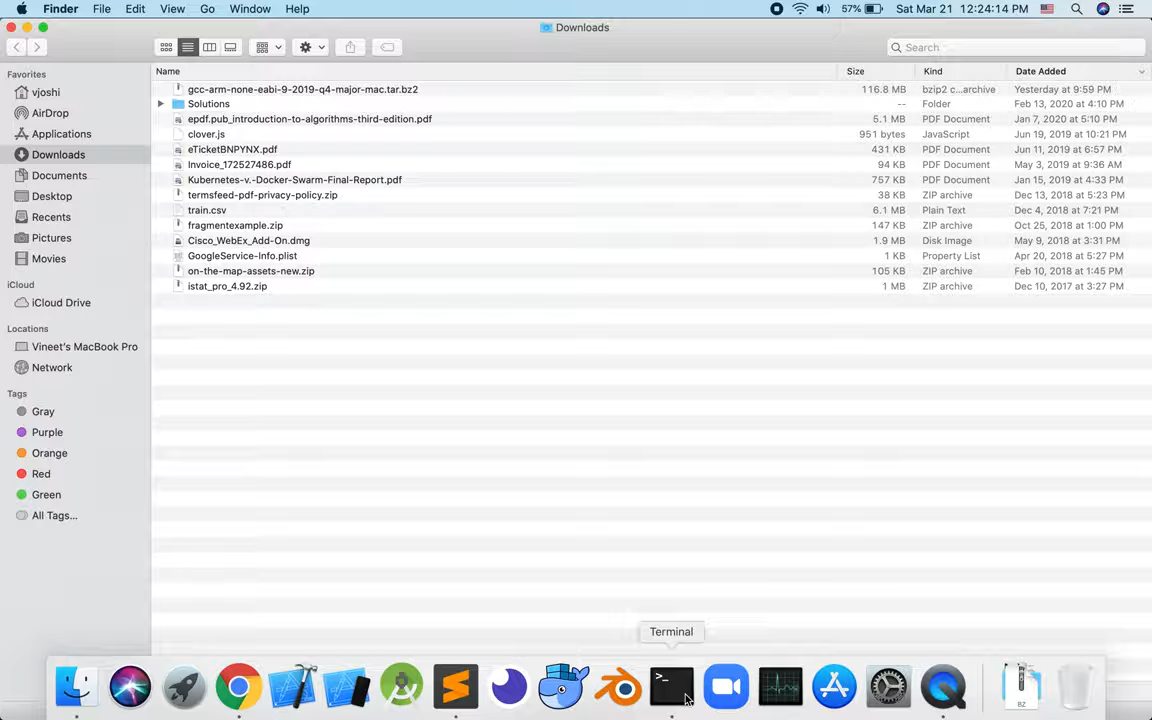 Finder File Edit View Go Window Help 57% Sat Mar 21 12:24:14 PM
Downloads
Search
Favorites
vjoshi
AirDrop
Applications
Downloads
Documents
Desktop
Recents
Pictures
Movies
iCloud
iCloud Drive
Locations
Vineet's MacBook Pro
Network
Tags
Gray
Purple
Orange
Red
Green
All Tags...
Name Size Kind Date Added
gcc-arm-none-eabi-9-2019-q4-major-mac.tar.bz2 116.8 MB bzip2 c...archive Yesterday at 9:59 PM
Solutions -- Folder Feb 13, 2020 at 4:10 PM
epdf.pub_introduction-to-algorithms-third-edition.pdf 5.1 MB PDF Document Jan 7, 2020 at 5:10 PM
clover.js 951 bytes JavaScript Jun 19, 2019 at 10:21 PM
eTicketBNPYNX.pdf 431 KB PDF Document Jun 11, 2019 at 6:57 PM
Invoice_172527486.pdf 94 KB PDF Document May 3, 2019 at 9:36 AM
Kubernetes-v.-Docker-Swarm-Final-Report.pdf 757 KB PDF Document Jan 15, 2019 at 4:33 PM
termsfeed-pdf-privacy-policy.zip 38 KB ZIP archive Dec 13, 2018 at 5:23 PM
train.csv 6.1 MB Plain Text Dec 4, 2018 at 7:21 PM
fragmentexample.zip 147 KB ZIP archive Oct 25, 2018 at 1:00 PM
Cisco_WebEx_Add-On.dmg 1.9 MB Disk Image May 9, 2018 at 3:31 PM
GoogleService-Info.plist 1 KB Property List Apr 20, 2018 at 5:27 PM
on-the-map-assets-new.zip 105 KB ZIP archive Feb 10, 2018 at 1:45 PM
istat_pro_4.92.zip 1 MB ZIP archive Dec 10, 2017 at 3:27 PM
Terminal
>_
BZ